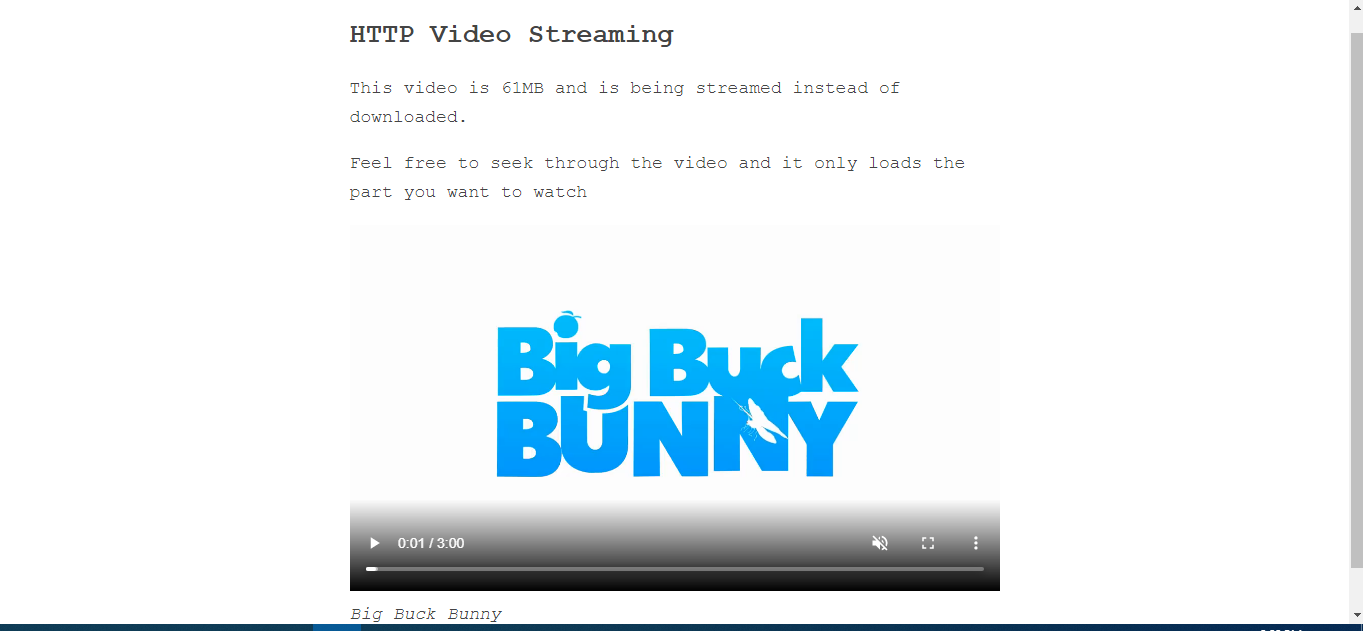 HTTP Video Streaming
This video is 61MB and is being streamed instead of
downloaded.
Feel free to seek through the video and it only loads the
part you want to watch
Big Buck
BUNNY
0:01 / 3:00
Big Buck Bunny